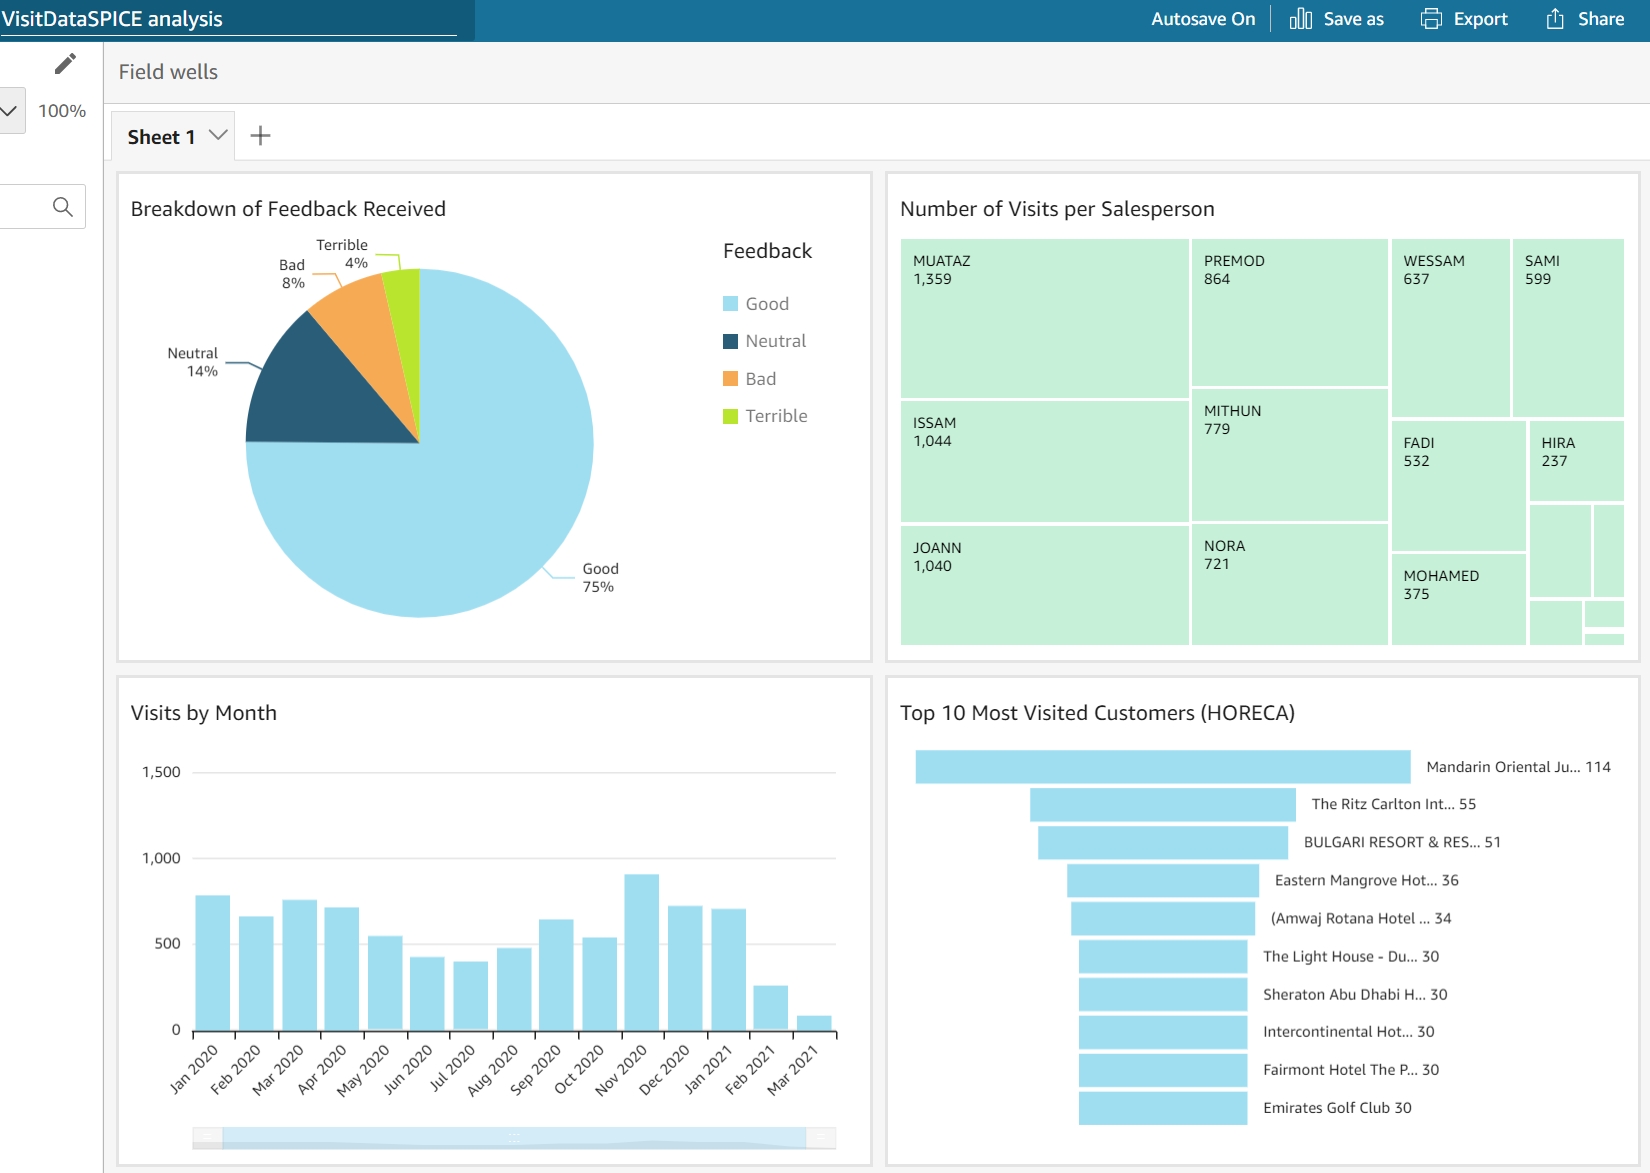 VisitDataSPICE analysis
Autosave On
Save as
Export
Share
100%
Field wells
Sheet 1
Breakdown of Feedback Received
Terrible
4%
Bad
8%
Neutral
14%
Good
75%
Feedback
Good
Neutral
Bad
Terrible
Number of Visits per Salesperson
MUATAZ
1,359
ISSAM
1,044
JOANN
1,040
PREMOD
864
MITHUN
779
NORA
721
WESSAM
637
SAMI
599
FADI
532
HIRA
237
MOHAMED
375
Visits by Month
1,500
1,000
500
0
Jan 2020
Feb 2020
Mar 2020
Apr 2020
May 2020
Jun 2020
Jul 2020
Aug 2020
Sep 2020
Oct 2020
Nov 2020
Dec 2020
Jan 2021
Feb 2021
Mar 2021
Top 10 Most Visited Customers (HORECA)
Mandarin Oriental Ju... 114
The Ritz Carlton Int... 55
BULGARI RESORT & RES... 51
Eastern Mangrove Hot... 36
(Amwaj Rotana Hotel ... 34
The Light House - Du... 30
Sheraton Abu Dhabi H... 30
Intercontinental Hot... 30
Fairmont Hotel The P... 30
Emirates Golf Club 30